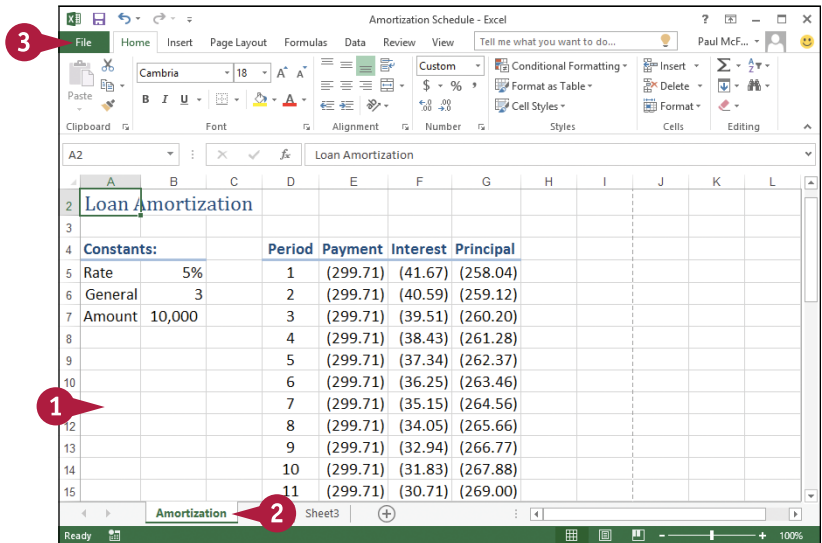 Amortization Schedule - Excel
?
3
File Home Insert Page Layout Formulas Data Review View Tell me what you want to do... Paul McF...
Cambria 18 A A Custom Conditional Formatting Insert Σ
Paste B I U A $ % , Format as Table Delete
Cell Styles Format
Clipboard Font Alignment Number Styles Cells Editing
A2 fx Loan Amortization
A B C D E F G H I J K L
2 Loan Amortization
3
4 Constants: Period Payment Interest Principal
5 Rate 5% 1 (299.71) (41.67) (258.04)
6 General 3 2 (299.71) (40.59) (259.12)
7 Amount 10,000 3 (299.71) (39.51) (260.20)
8 4 (299.71) (38.43) (261.28)
9 5 (299.71) (37.34) (262.37)
10 6 (299.71) (36.25) (263.46)
1 7 (299.71) (35.15) (264.56)
12 8 (299.71) (34.05) (265.66)
13 9 (299.71) (32.94) (266.77)
14 10 (299.71) (31.83) (267.88)
15 11 (299.71) (30.71) (269.00)
Amortization 2 Sheet3
Ready 100%